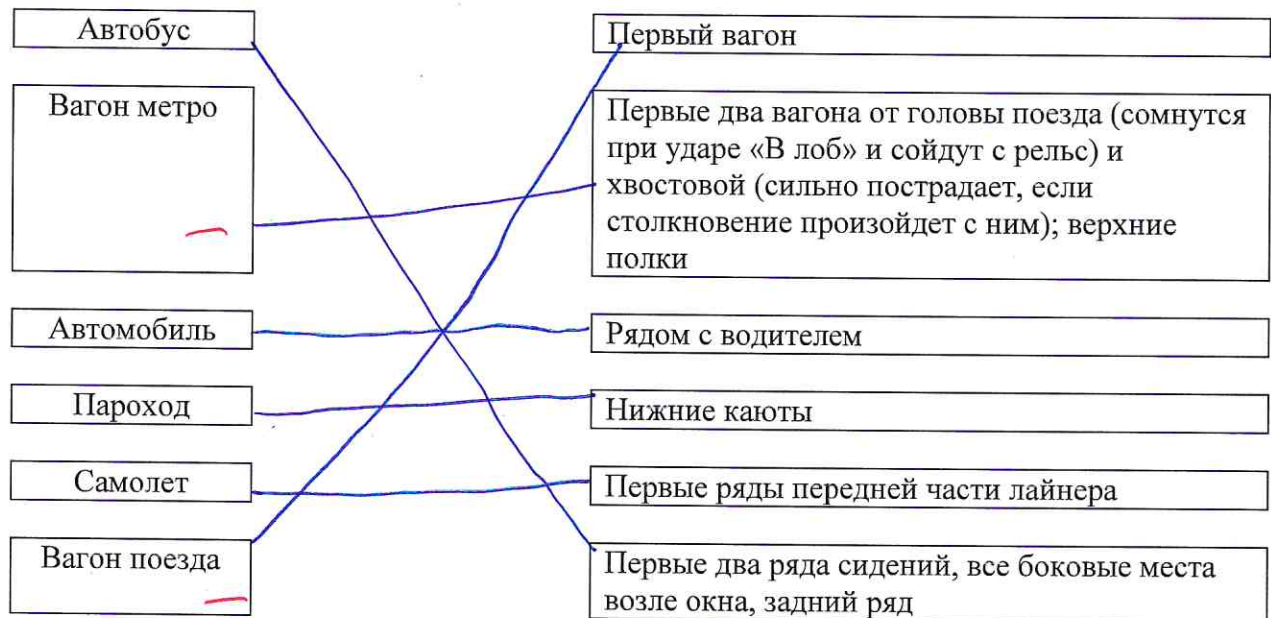 Автобус
Первый вагон
Вагон метро
Первые два вагона от головы поезда (сомнутся
при ударе «В лоб» и сойдут с рельс) и
хвостовой (сильно пострадает, если
столкновение произойдет с ним); верхние
полки
Автомобиль
Рядом с водителем
Пароход
Нижние каюты
Самолет
Первые ряды передней части лайнера
Вагон поезда
Первые два ряда сидений, все боковые места
возле окна, задний ряд